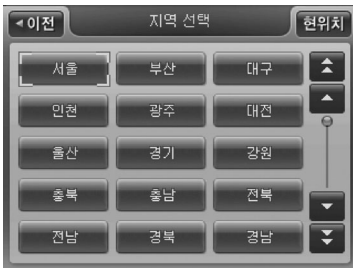 이전 지역 선택 현위치
서울 부산 대구
인천 광주 대전
울산 경기 강원
충북 충남 전북
전남 경북 경남